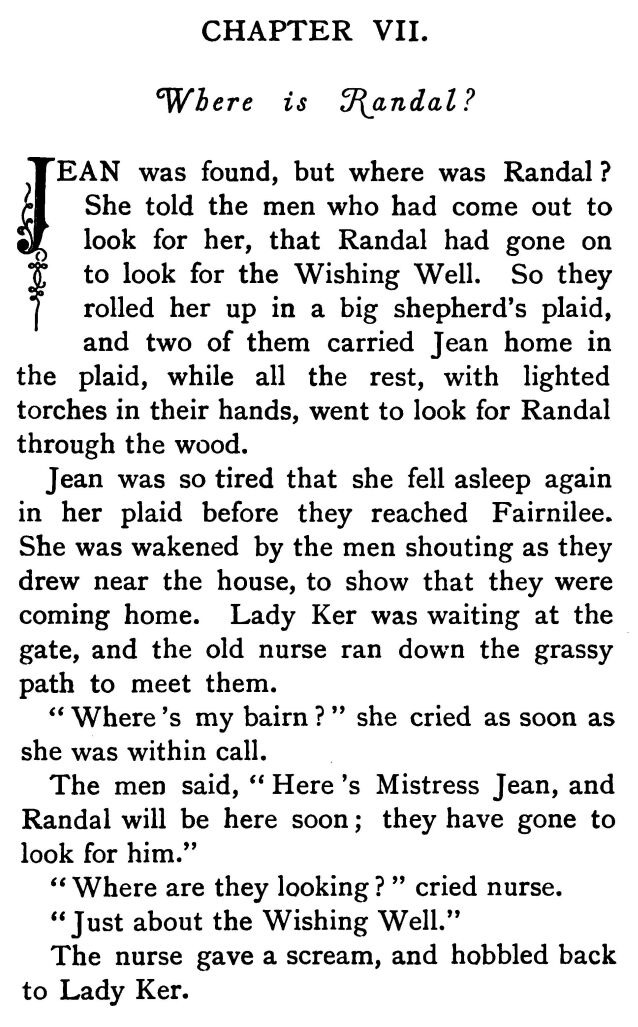 CHAPTER VII.
Where is Randal?
JEAN was found, but where was Randal?
She told the men who had come out to
look for her, that Randal had gone on
to look for the Wishing Well. So they
rolled her up in a big shepherd's plaid,
and two of them carried Jean home in
the plaid, while all the rest, with lighted
torches in their hands, went to look for Randal
through the wood.
Jean was so tired that she fell asleep again
in her plaid before they reached Fairnilee.
She was wakened by the men shouting as they
drew near the house, to show that they were
coming home. Lady Ker was waiting at the
gate, and the old nurse ran down the grassy
path to meet them.
"Where's my bairn?" she cried as soon as
she was within call.
The men said, "Here's Mistress Jean, and
Randal will be here soon; they have gone to
look for him."
"Where are they looking?" cried nurse.
"Just about the Wishing Well."
The nurse gave a scream, and hobbled back
to Lady Ker.